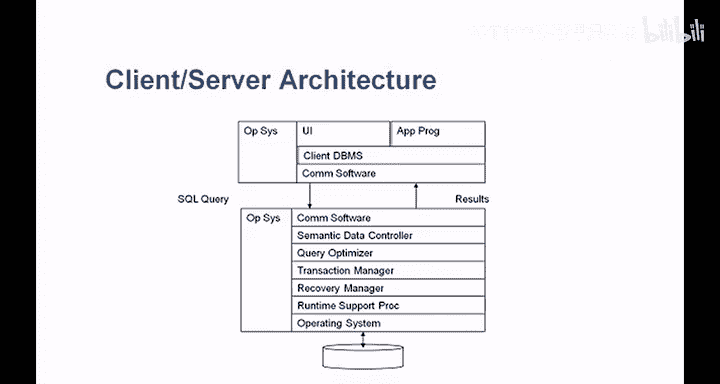 bilibili
Client/Server Architecture
Op Sys UI App Prog
Client DBMS
Comm Software
SQL Query Results
Op Sys Comm Software
Semantic Data Controller
Query Optimizer
Transaction Manager
Recovery Manager
Runtime Support Proc
Operating System